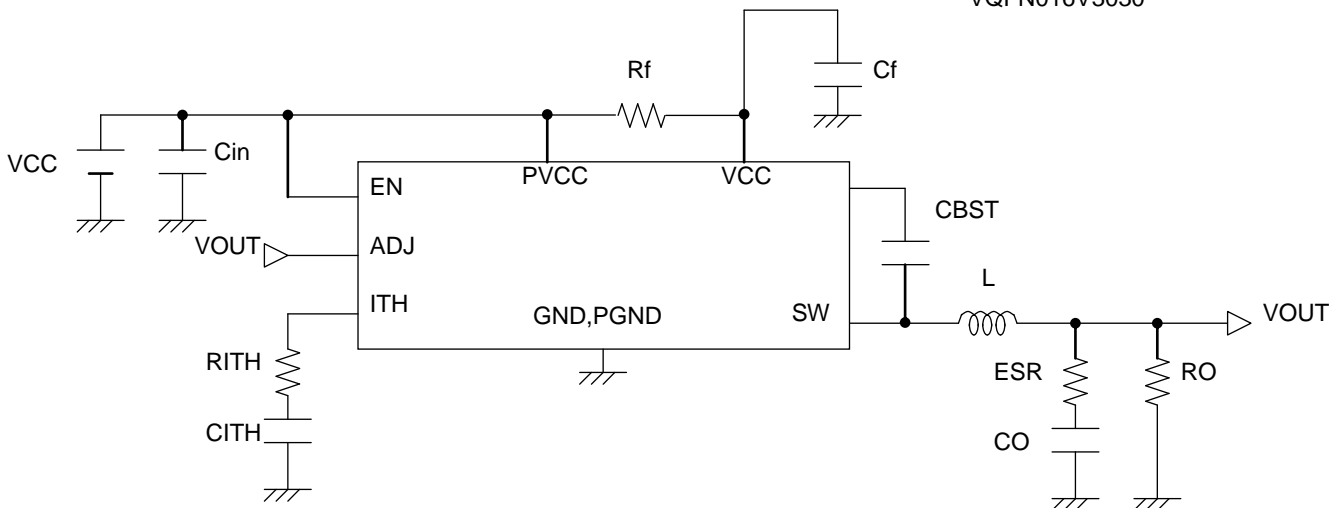 Rf
Cf
VCC
Cin
PVCC
VCC
EN
CBST
VOUT
ADJ
L
ITH
GND,PGND
SW
VOUT
RITH
ESR
RO
CITH
CO